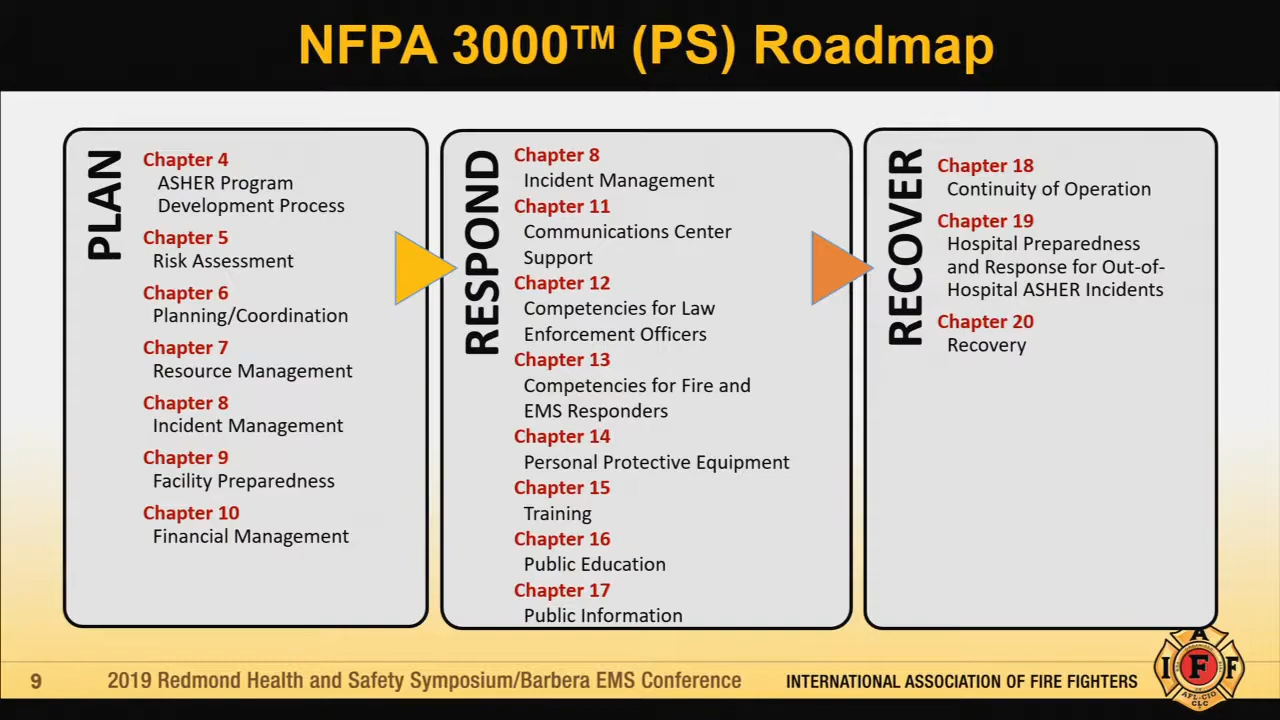 NFPA 3000™ (PS) Roadmap
PLAN
Chapter 4
ASHER Program
Development Process
Chapter 5
Risk Assessment
Chapter 6
Planning/Coordination
Chapter 7
Resource Management
Chapter 8
Incident Management
Chapter 9
Facility Preparedness
Chapter 10
Financial Management
RESPOND
Chapter 8
Incident Management
Chapter 11
Communications Center
Support
Chapter 12
Competencies for Law
Enforcement Officers
Chapter 13
Competencies for Fire and
EMS Responders
Chapter 14
Personal Protective Equipment
Chapter 15
Training
Chapter 16
Public Education
Chapter 17
Public Information
RECOVER
Chapter 18
Continuity of Operation
Chapter 19
Hospital Preparedness
and Response for Out-of-
Hospital ASHER Incidents
Chapter 20
Recovery
9
2019 Redmond Health and Safety Symposium/Barbera EMS Conference
INTERNATIONAL ASSOCIATION OF FIRE FIGHTERS
A
I F F
AFL-CIO
CLC